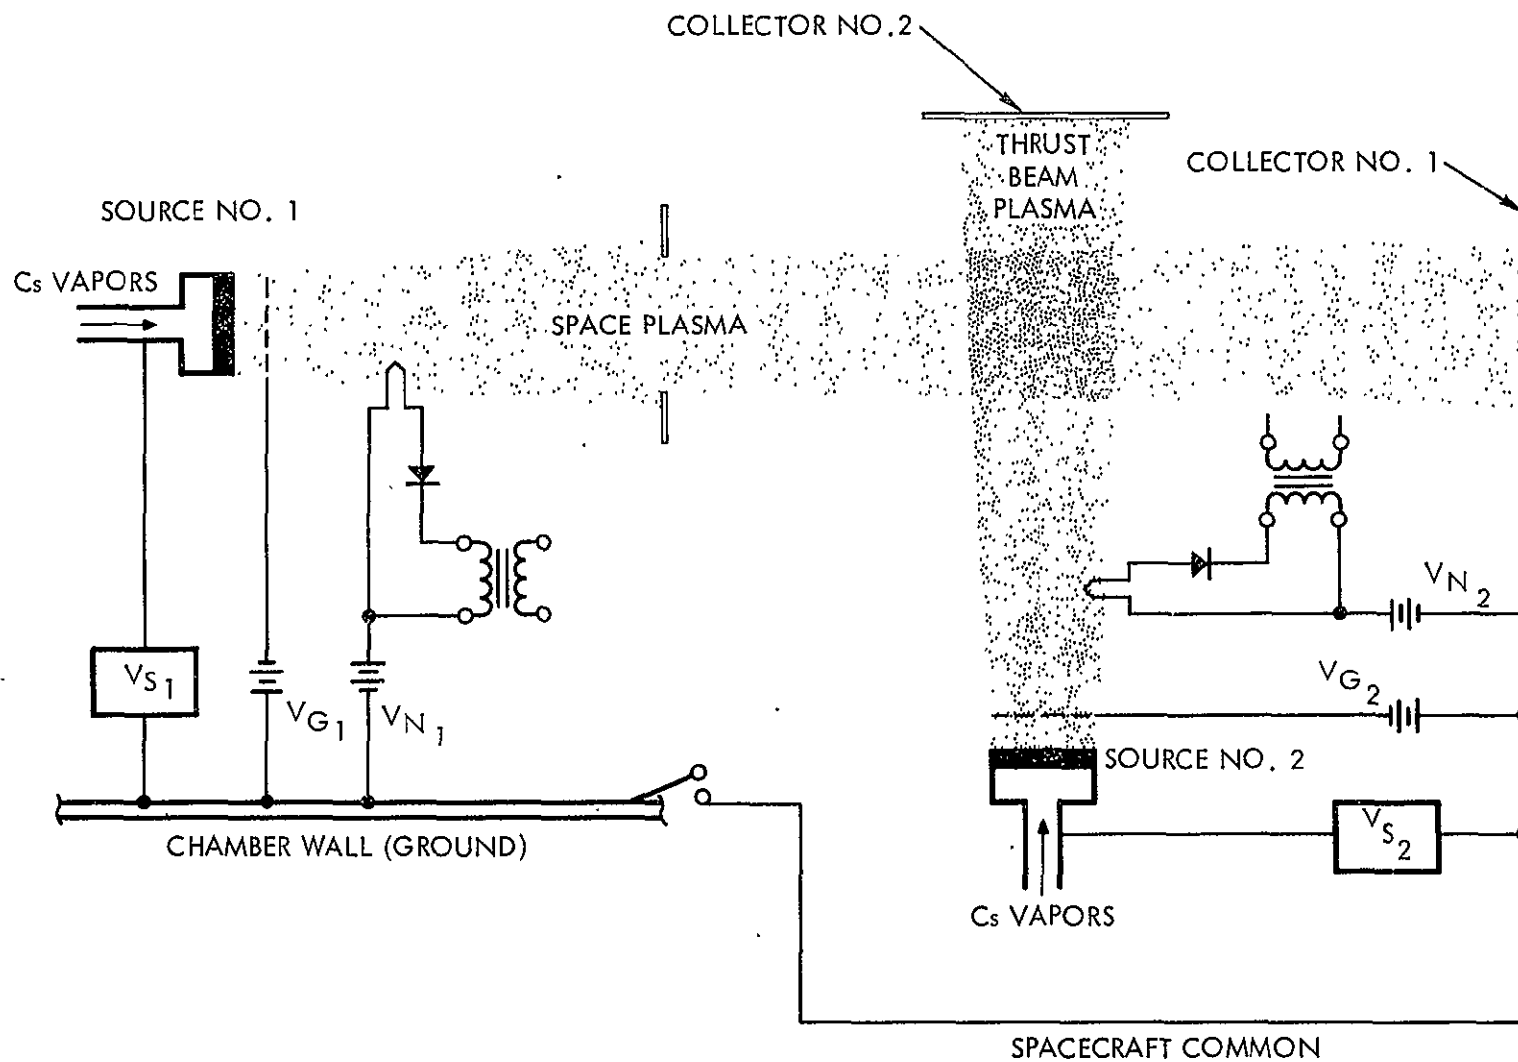 COLLECTOR NO.2
THRUST
BEAM
PLASMA
COLLECTOR NO. 1
SOURCE NO. 1
Cs VAPORS
SPACE PLASMA
VN2
VS1
VG1
VN1
VG2
SOURCE NO. 2
VS2
CHAMBER WALL (GROUND)
Cs VAPORS
SPACECRAFT COMMON